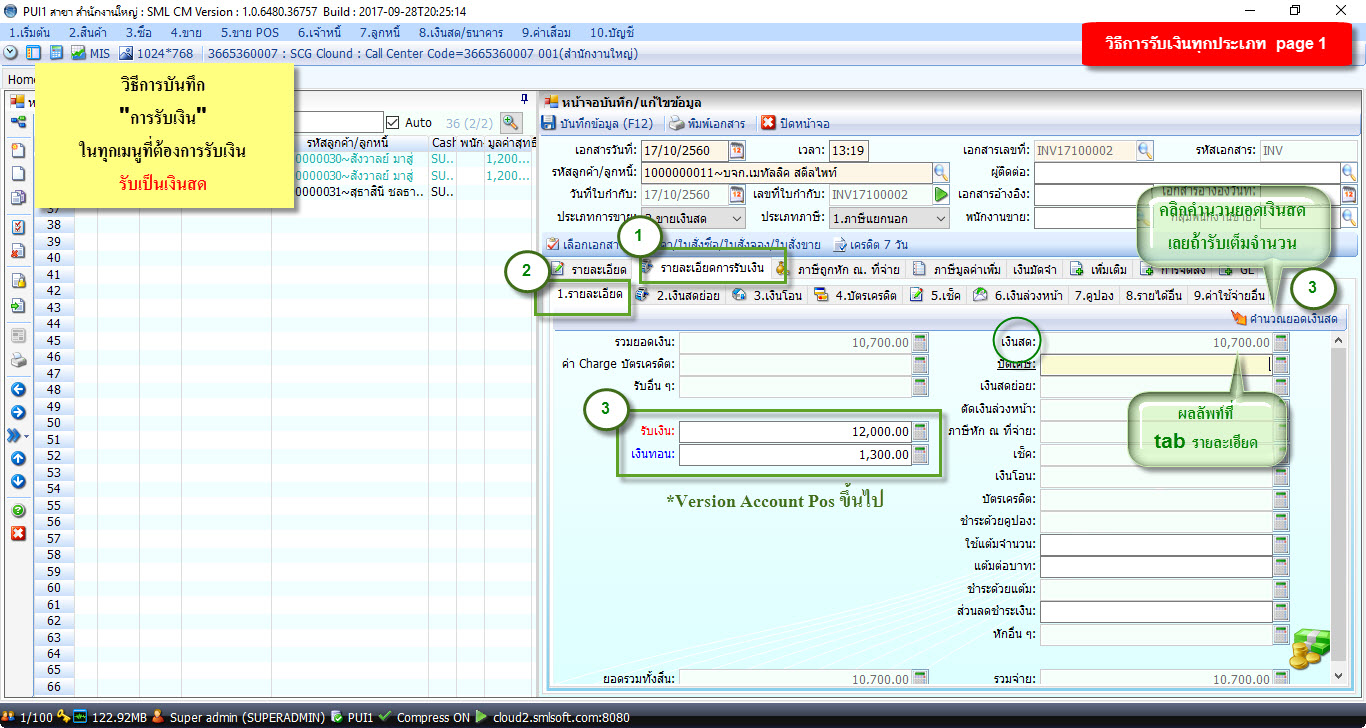 PUI1 สาขา สำนักงานใหญ่ : SML CM Version : 1.0.6480.36757 Build : 2017-09-28T20:25:14
1.เริ่มต้น 2.สินค้า 3.ซื้อ 4.ขาย 5.ขาย POS 6.เจ้าหนี้ 7.ลูกหนี้ 8.เงินสด/ธนาคาร 9.ค่าเสื่อม 10.บัญชี
MIS 1024*768 3665360007 : SCG Clound : Call Center Code=3665360007 001(สำนักงานใหญ่)
วิธีการรับเงินทุกประเภท page 1
Home
วิธีการบันทึก
"การรับเงิน"
ในทุกเมนูที่ต้องการรับเงิน
รับเป็นเงินสด
Auto 36 (2/2)
รหัสลูกค้า/ลูกหนี้ Cash พนัก มูลค่าสุทธิ
0000030~สังวาลย์ มาสู่ SU.. 1,200...
0000030~สังวาลย์ มาสู่ SU.. 1,200...
0000031~สุธาสินี ชลธา.. SU..
37
38
39
40
41
42
43
44
45
46
47
48
49
50
51
52
53
54
55
56
57
58
59
60
61
62
63
64
65
66
หน้าจอบันทึก/แก้ไขข้อมูล
บันทึกข้อมูล (F12) พิมพ์เอกสาร ปิดหน้าจอ
เอกสารวันที่: 17/10/2560 เวลา: 13:19 เอกสารเลขที่: INV17100002 รหัสเอกสาร: INV
รหัสลูกค้า/ลูกหนี้: 1000000011~บจก.เมทัลลิค สตีลไพท์ ผู้ติดต่อ:
วันที่ใบกำกับ: 17/10/2560 เลขที่ใบกำกับ: INV17100002 เอกสารอ้างอิง: เอกสารอ้างอิงวันที่:
ประเภทการขาย: 2.ขายเงินสด ประเภทภาษี: 1.ภาษีแยกนอก พนักงานขาย: กลุ่มพนักงานขาย:
คลิกคำนวนยอดเงินสด
เลยถ้ารับเต็มจำนวน
เลือกเอกสา /ใบสั่งซื้อ/ใบสั่งจอง/ใบสั่งขาย เครดิต 7 วัน
1
2
รายละเอียด รายละเอียดการรับเงิน ภาษีถูกหัก ณ. ที่จ่าย ภาษีมูลค่าเพิ่ม เงินมัดจำ เพิ่มเติม การจัดส่ง GL
3
1.รายละเอียด 2.เงินสดย่อย 3.เงินโอน 4.บัตรเครดิต 5.เช็ค 6.เงินล่วงหน้า 7.คูปอง 8.รายได้อื่น 9.ค่าใช้จ่ายอื่น
คำนวณยอดเงินสด
รวมยอดเงิน: 10,700.00 เงินสด: 10,700.00
ค่า Charge บัตรเครดิต: ปัดเศษ:
รับอื่น ๆ: เงินสดย่อย:
3
ตัดเงินล่วงหน้า:
รับเงิน: 12,000.00 ภาษีหัก ณ ที่จ่าย:
เงินทอน: 1,300.00 เช็ค:
ผลลัพท์ที่
tab รายละเอียด
เงินโอน:
*Version Account Pos ขึ้นไป บัตรเครดิต:
ชำระด้วยคูปอง:
ใช้แต้มจำนวน:
แต้มต่อบาท:
ชำระด้วยแต้ม:
ส่วนลดชำระเงิน:
หักอื่น ๆ:
ยอดรวมทั้งสิ้น: 10,700.00 รวมจ่าย: 10,700.00
1/100 122.92MB Super admin (SUPERADMIN) PUI1 Compress ON cloud2.smlsoft.com:8080